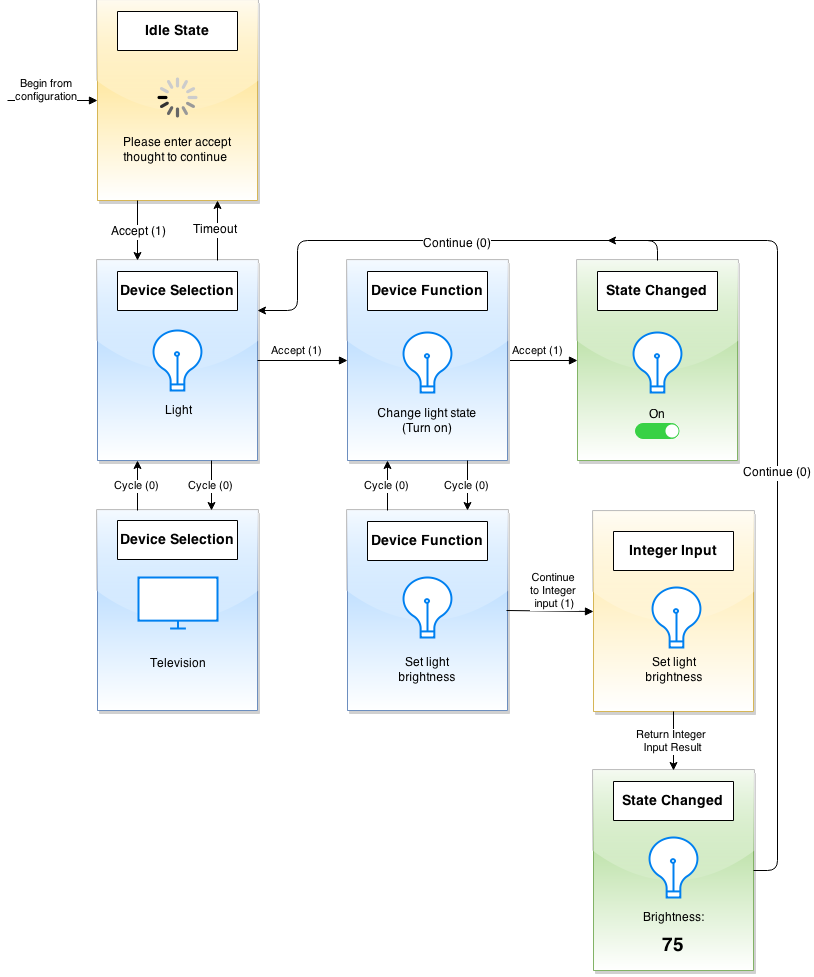 Idle State
Begin from
_configuration
Please enter accept
thought to continue
Accept (1)
Timeout
Continue (0)
Device Selection
Light
Accept (1)
Device Function
Change light state
(Turn on)
Accept (1)
State Changed
On
Continue (0)
Cycle (0)
Cycle (0)
Cycle (0)
Cycle (0)
Device Selection
Television
Device Function
Set light
brightness
Continue
to Integer
input (1)
Integer Input
Set light
brightness
Return Integer
Input Result
State Changed
Brightness:
75